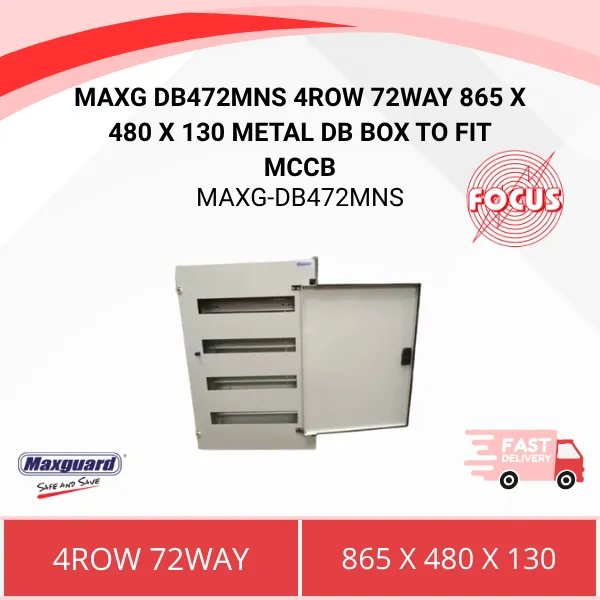 MAXG DB472MNS 4ROW 72WAY 865 X
480 X 130 METAL DB BOX TO FIT
MCCB
MAXG-DB472MNS
FOCUS
Maxguard
FAST
DELIVERY
Maxguard
SAFE AND SAVE
4ROW 72WAY
865 X 480 X 130